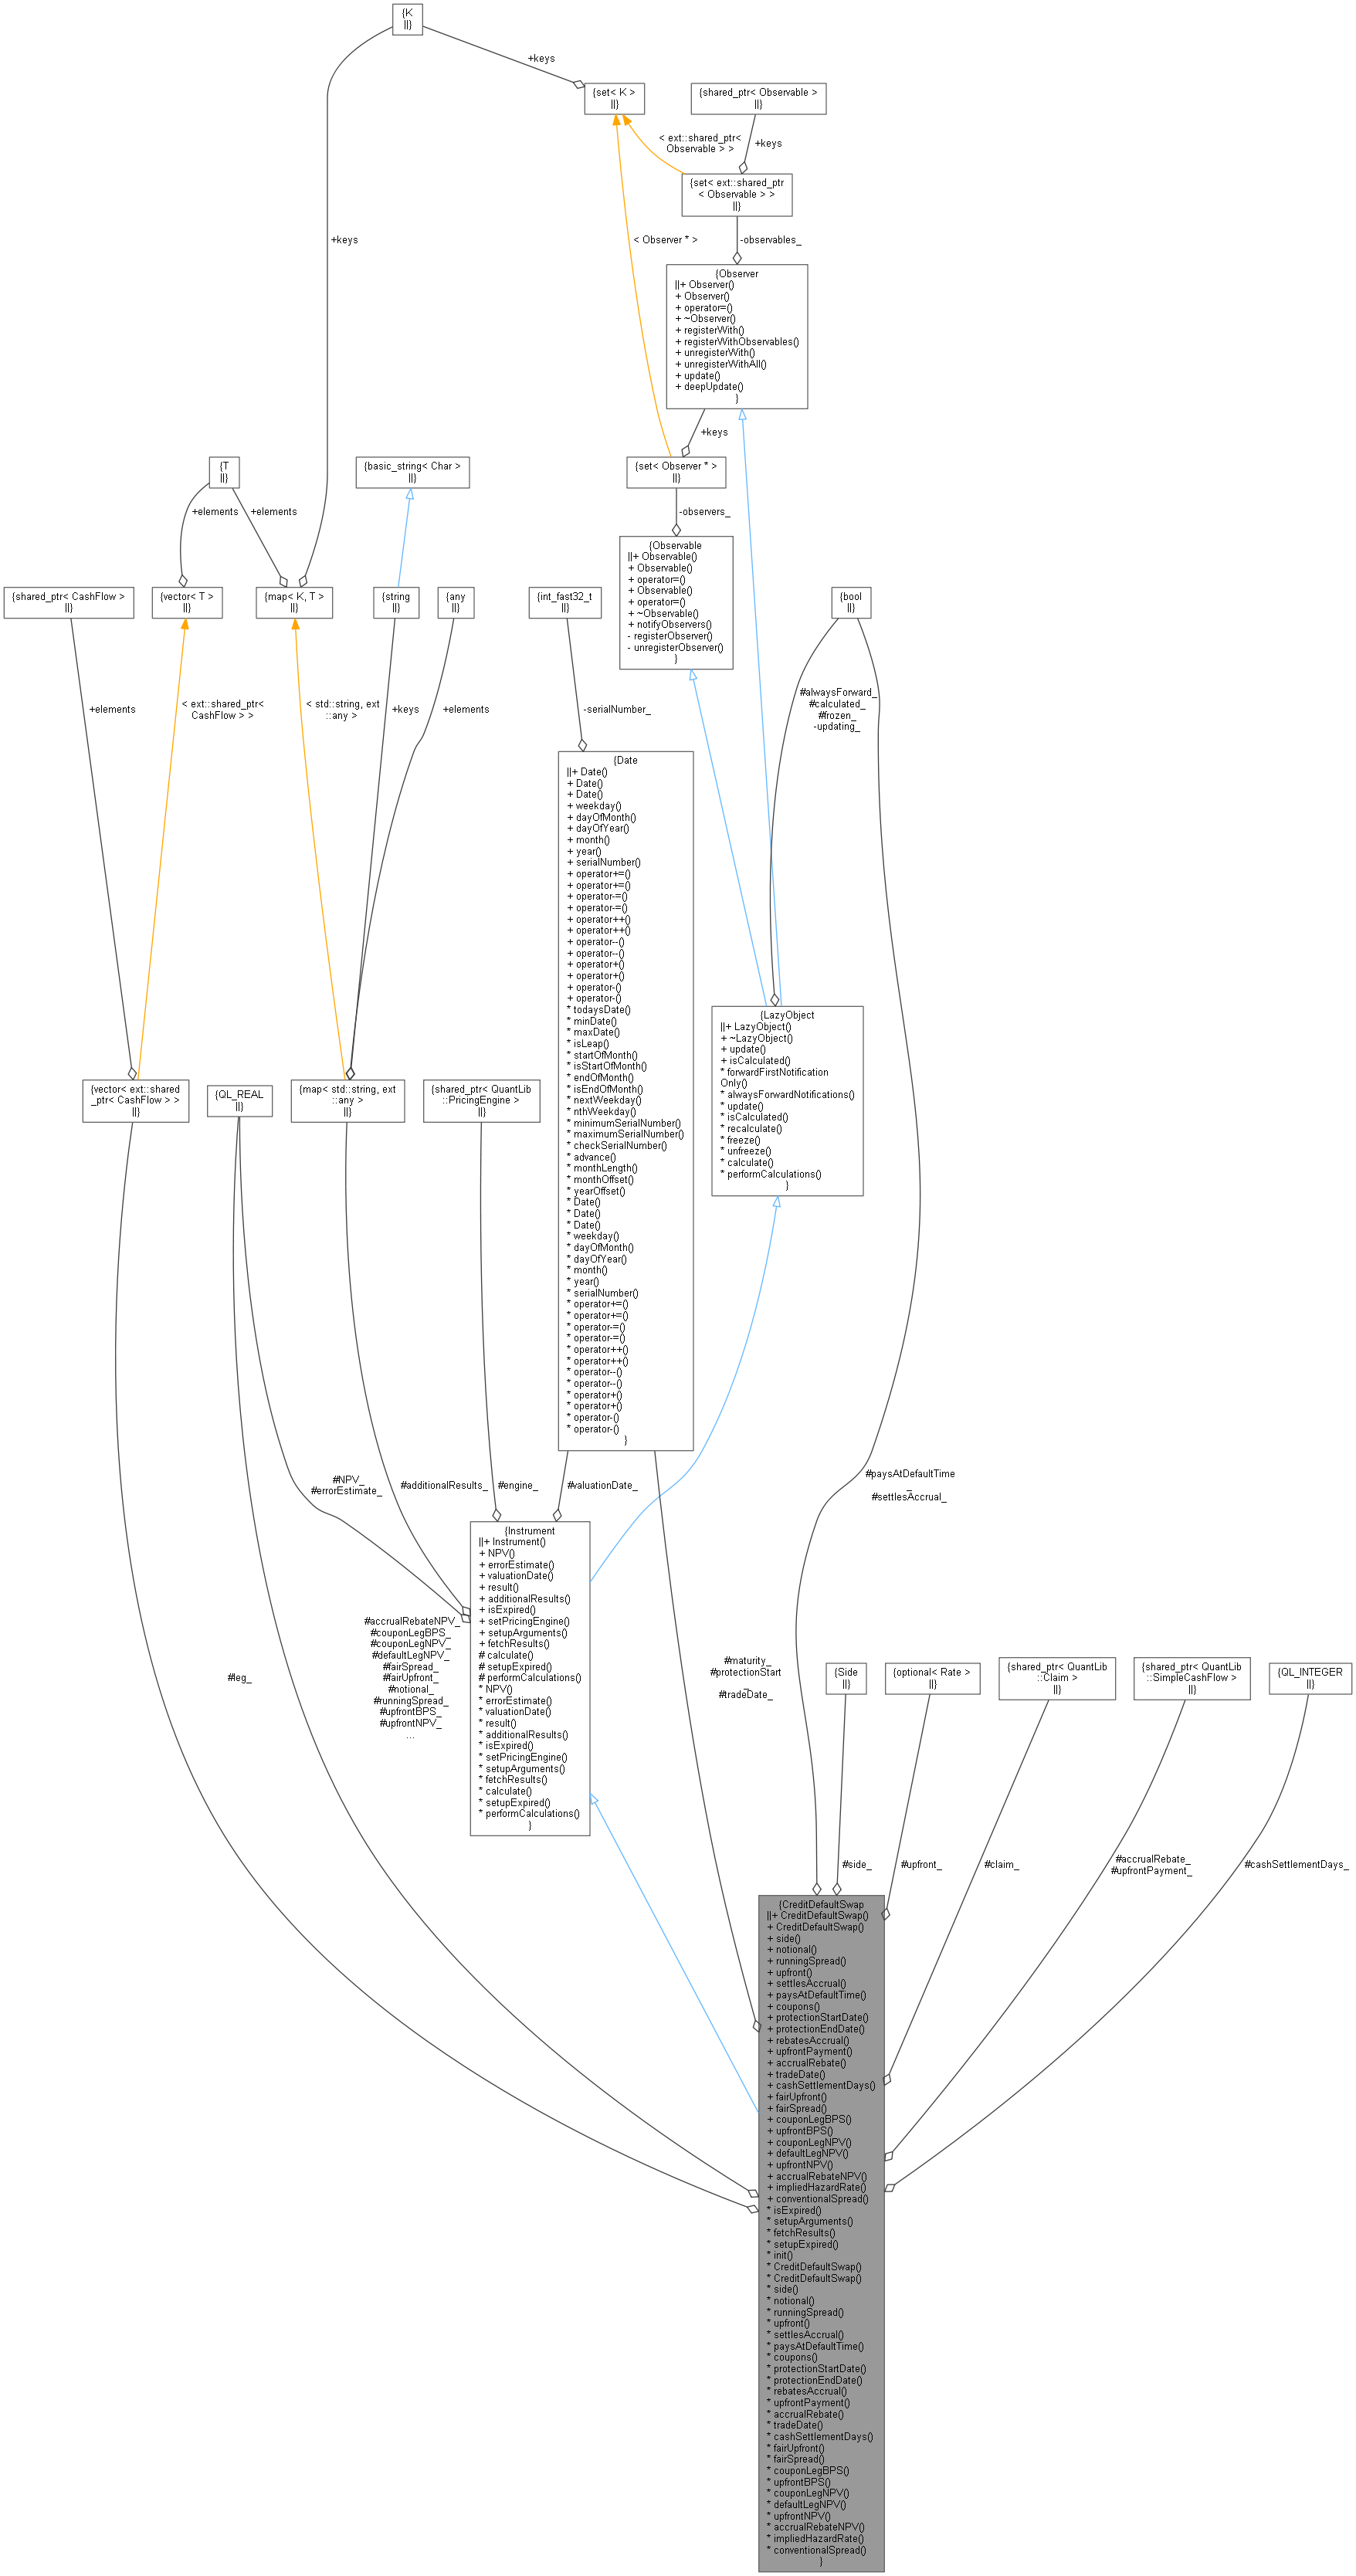 {K
||}
+keys
{set< K >
||}
{shared_ptr< Observable >
||}
< ext::shared_ptr<
Observable > >
+keys
{set< ext::shared_ptr
< Observable > >
||}
+keys
< Observer * >
-observables_
{Observer
||+ Observer()
+ Observer()
+ operator=()
+ ~Observer()
+ registerWith()
+ registerWithObservables()
+ unregisterWith()
+ unregisterWithAll()
+ update()
+ deepUpdate()
}
+keys
{T
||}
{basic_string< Char >
||}
{set< Observer * >
||}
+elements
+elements
-observers_
{Observable
||+ Observable()
+ Observable()
+ operator=()
+ Observable()
+ operator=()
+ ~Observable()
+ notifyObservers()
- registerObserver()
- unregisterObserver()
}
{shared_ptr< CashFlow >
||}
{vector< T >
||}
{map< K, T >
||}
{string
||}
{any
||}
{int_fast32_t
||}
{bool
||}
+elements
< ext::shared_ptr<
CashFlow > >
< std::string, ext
::any >
+keys
+elements
-serialNumber_
#alwaysForward_
#calculated_
#frozen_
-updating_
{Date
||+ Date()
+ Date()
+ Date()
+ weekday()
+ dayOfMonth()
+ dayOfYear()
+ month()
+ year()
+ serialNumber()
+ operator+=()
+ operator+=()
+ operator-=()
+ operator-=()
+ operator++()
+ operator++()
+ operator--()
+ operator--()
+ operator+()
+ operator+()
+ operator-()
+ operator-()
* todaysDate()
* minDate()
* maxDate()
* isLeap()
* startOfMonth()
* isStartOfMonth()
* endOfMonth()
* isEndOfMonth()
* nextWeekday()
* nthWeekday()
* minimumSerialNumber()
* maximumSerialNumber()
* checkSerialNumber()
* advance()
* monthLength()
* monthOffset()
* yearOffset()
* Date()
* Date()
* Date()
* weekday()
* dayOfMonth()
* dayOfYear()
* month()
* year()
* serialNumber()
* operator+=()
* operator+=()
* operator-=()
* operator-=()
* operator++()
* operator++()
* operator--()
* operator--()
* operator+()
* operator+()
* operator-()
* operator-()
}
{LazyObject
||+ LazyObject()
+ ~LazyObject()
+ update()
+ isCalculated()
* forwardFirstNotification
Only()
* alwaysForwardNotifications()
* update()
* isCalculated()
* recalculate()
* freeze()
* unfreeze()
* calculate()
* performCalculations()
}
{vector< ext::shared
_ptr< CashFlow > >
||}
{QL_REAL
||}
{map< std::string, ext
::any >
||}
{shared_ptr< QuantLib
::PricingEngine >
||}
#NPV_
#errorEstimate_
#additionalResults_
#engine_
#valuationDate_
#paysAtDefaultTime
_
#settlesAccrual_
{Instrument
||+ Instrument()
+ NPV()
+ errorEstimate()
+ valuationDate()
+ result()
+ additionalResults()
+ isExpired()
+ setPricingEngine()
+ setupArguments()
+ fetchResults()
# calculate()
# setupExpired()
# performCalculations()
* NPV()
* errorEstimate()
* valuationDate()
* result()
* additionalResults()
* isExpired()
* setPricingEngine()
* setupArguments()
* fetchResults()
* calculate()
* setupExpired()
* performCalculations()
}
#leg_
#accrualRebateNPV_
#couponLegBPS_
#couponLegNPV_
#defaultLegNPV_
#fairSpread_
#fairUpfront_
#notional_
#runningSpread_
#upfrontBPS_
#upfrontNPV_
...
#maturity_
#protectionStart
_
#tradeDate_
{Side
||}
{optional< Rate >
||}
{shared_ptr< QuantLib
::Claim >
||}
{shared_ptr< QuantLib
::SimpleCashFlow >
||}
{QL_INTEGER
||}
#side_
#upfront_
#claim_
#accrualRebate_
#upfrontPayment_
#cashSettlementDays_
{CreditDefaultSwap
||+ CreditDefaultSwap()
+ CreditDefaultSwap()
+ side()
+ notional()
+ runningSpread()
+ upfront()
+ settlesAccrual()
+ paysAtDefaultTime()
+ coupons()
+ protectionStartDate()
+ protectionEndDate()
+ rebatesAccrual()
+ upfrontPayment()
+ accrualRebate()
+ tradeDate()
+ cashSettlementDays()
+ fairUpfront()
+ fairSpread()
+ couponLegBPS()
+ upfrontBPS()
+ couponLegNPV()
+ defaultLegNPV()
+ upfrontNPV()
+ accrualRebateNPV()
+ impliedHazardRate()
+ conventionalSpread()
* isExpired()
* setupArguments()
* fetchResults()
* setupExpired()
* init()
* CreditDefaultSwap()
* CreditDefaultSwap()
* side()
* notional()
* runningSpread()
* upfront()
* settlesAccrual()
* paysAtDefaultTime()
* coupons()
* protectionStartDate()
* protectionEndDate()
* rebatesAccrual()
* upfrontPayment()
* accrualRebate()
* tradeDate()
* cashSettlementDays()
* fairUpfront()
* fairSpread()
* couponLegBPS()
* upfrontBPS()
* couponLegNPV()
* defaultLegNPV()
* upfrontNPV()
* accrualRebateNPV()
* impliedHazardRate()
* conventionalSpread()
}